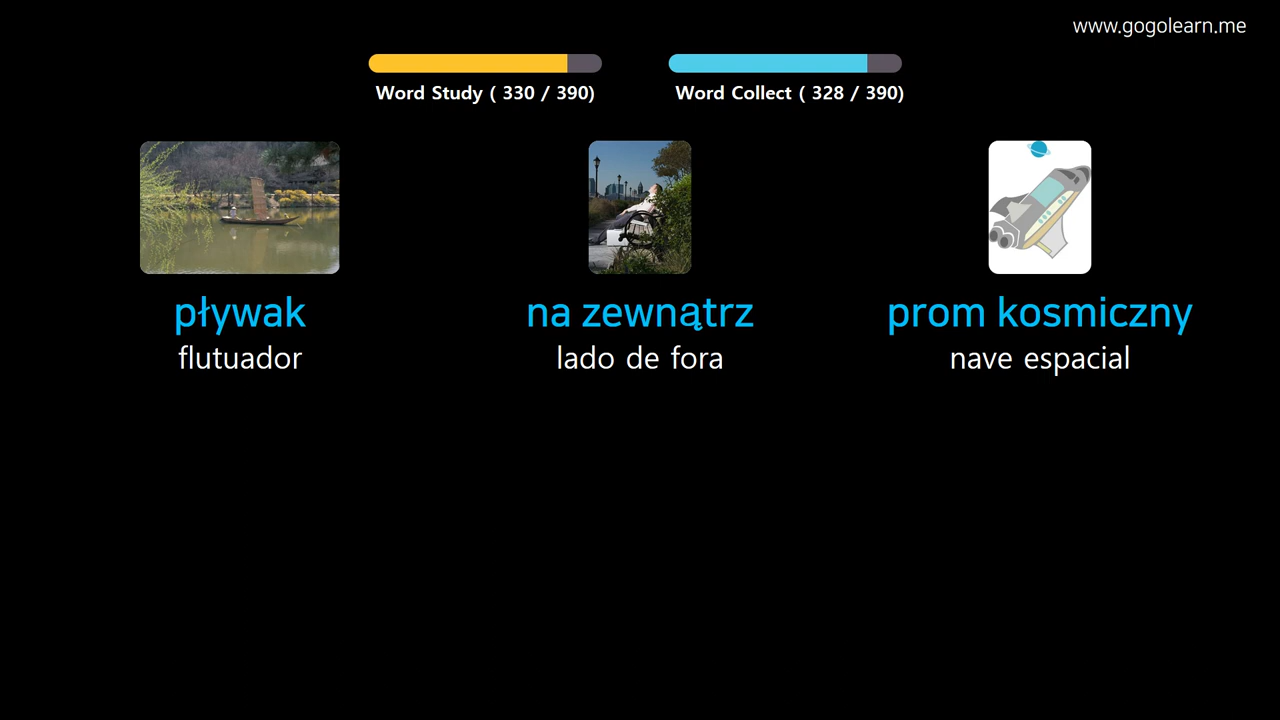 www.gogolearn.me
Word Study ( 330 / 390)
Word Collect ( 328 / 390)
pływak
flutuador
na zewnątrz
lado de fora
prom kosmiczny
nave espacial